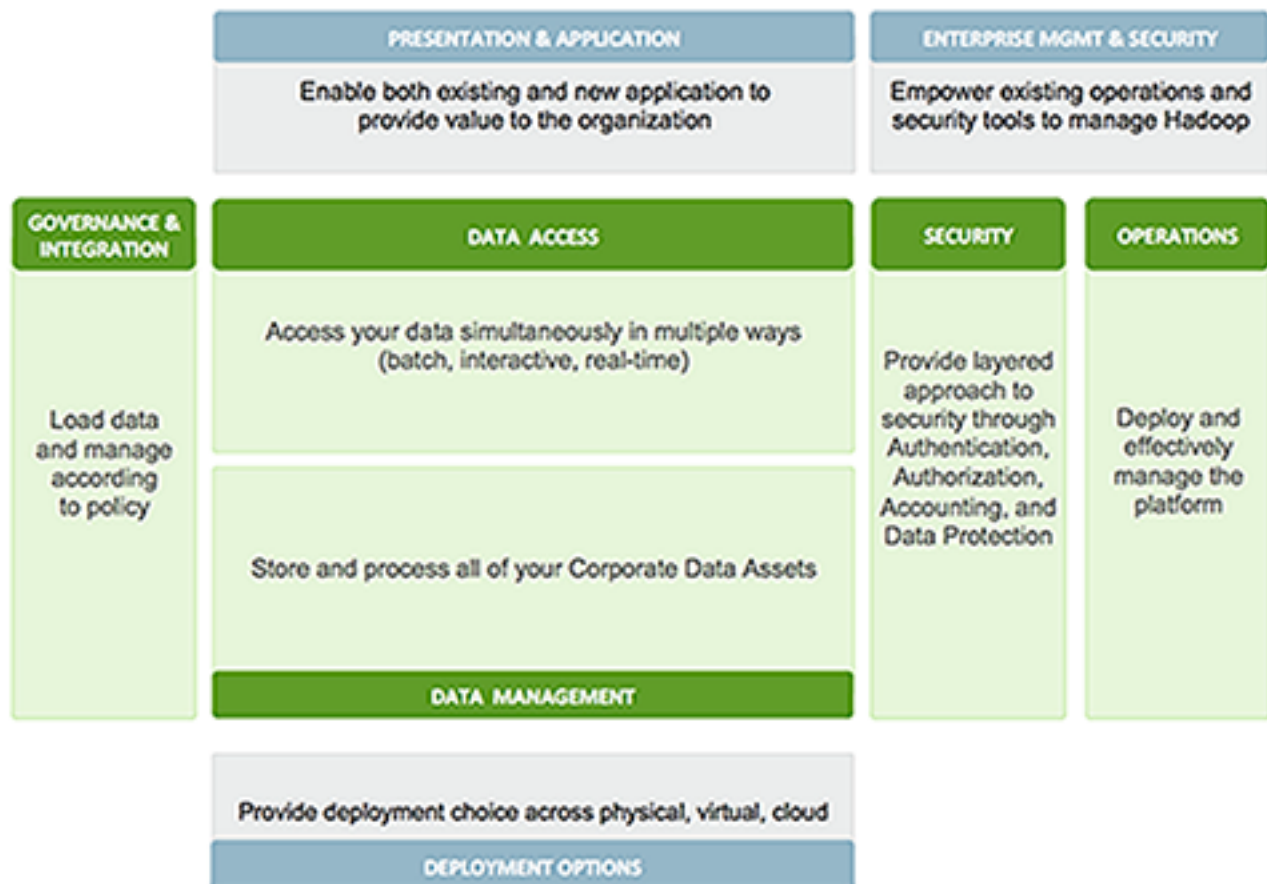 PRESENTATION & APPLICATION
Enable both existing and new application to
provide value to the organization
ENTERPRISE MGMT & SECURITY
Empower existing operations and
security tools to manage Hadoop
GOVERNANCE &
INTEGRATION
Load data
and manage
according
to policy
DATA ACCESS
Access your data simultaneously in multiple ways
(batch, interactive, real-time)
Store and process all of your Corporate Data Assets
DATA MANAGEMENT
SECURITY
Provide layered
approach to
security through
Authentication,
Authorization,
Accounting, and
Data Protection
OPERATIONS
Deploy and
effectively
manage the
platform
Provide deployment choice across physical, virtual, cloud
DEPLOYMENT OPTIONS